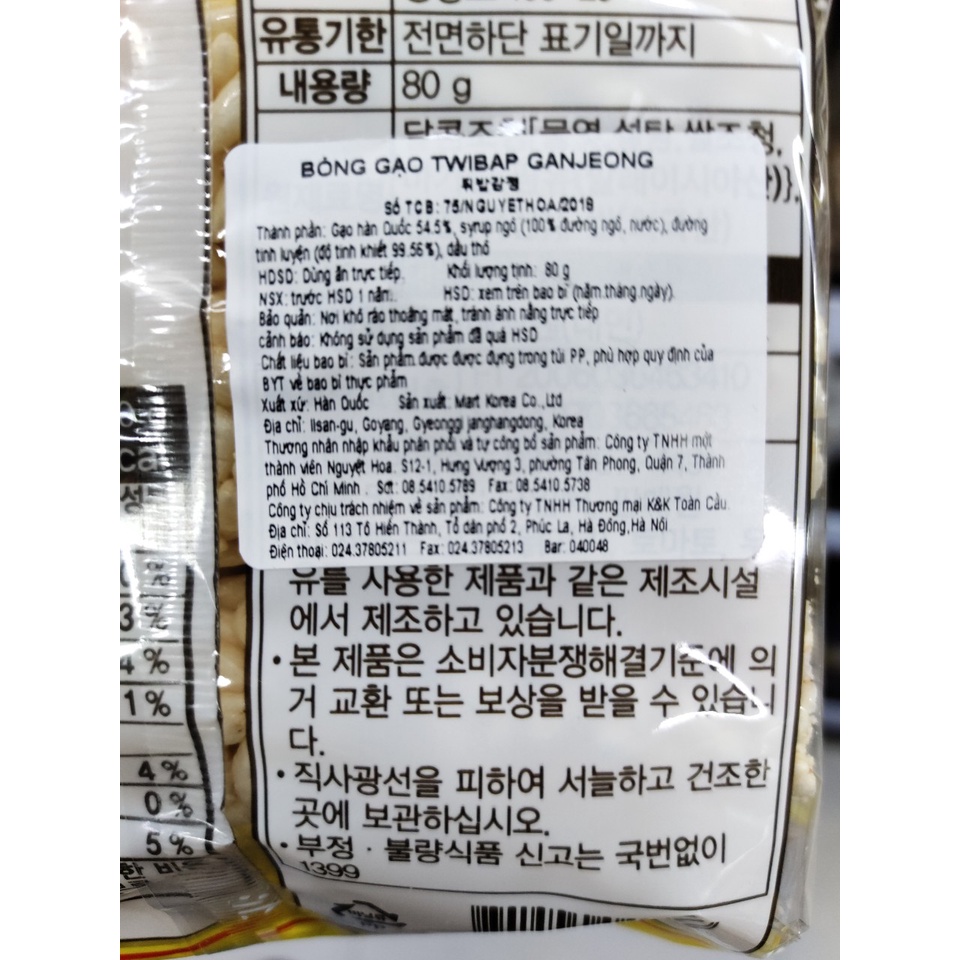 유통기한 전면하단 표기일까지
내용량 80 g
BỎNG GẠO TWIBAP GANJEONG
튀밥강정
Số TCB: 75/NGUYETHOA/2018
Thành phần: Gạo hàn Quốc 54.5%, syrup ngô (100% đường ngô, nước), đường
tinh luyện (độ tinh khiết 99.56%), dầu thô
HDSD: Dùng ăn trực tiếp. Khối lượng tịnh: 80 g
NSX: trước HSD 1 năm. HSD: xem trên bao bì (năm.tháng.ngày).
Bảo quản: Nơi khô ráo thoáng mát, tránh ánh nắng trực tiếp
cảnh báo: Không sử dụng sản phẩm đã quá HSD
Chất liệu bao bì: Sản phẩm được được đựng trong túi PP, phù hợp quy định của
BYT về bao bì thực phẩm
Xuất xứ: Hàn Quốc Sản xuất: Mart Korea Co.,Ltd
Địa chỉ: Ilsan-gu, Goyang, Gyeonggi janghangdong, Korea
Thương nhân nhập khẩu phân phối và tự công bố sản phẩm: Công ty TNHH một
thành viên Nguyệt Hoa. S12-1, Hưng Vượng 3, phường Tân Phong, Quận 7, Thành
phố Hồ Chí Minh. Sđt: 08.5410.5789 Fax: 08.5410.5738
Công ty chịu trách nhiệm về sản phẩm: Công ty TNHH Thương mại K&K Toàn Cầu.
Địa chỉ: Số 113 Tô Hiến Thành, Tổ dân phố 2, Phúc La, Hà Đông, Hà Nội
Điện thoại: 024.37805211 Fax: 024.37805213 Bar: 040048
유를 사용한 제품과 같은 제조시설
에서 제조하고 있습니다.
• 본 제품은 소비자분쟁해결기준에 의
거 교환 또는 보상을 받을 수 있습니
다.
• 직사광선을 피하여 서늘하고 건조한
곳에 보관하십시오.
• 부정 · 불량식품 신고는 국번없이
1399
3%
4%
1%
4%
0%
5%